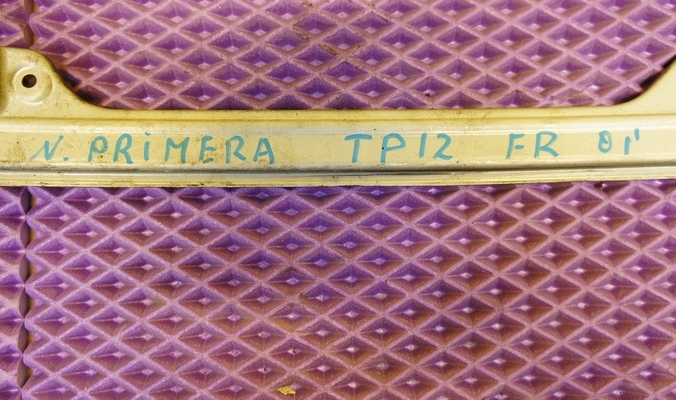 N. PRiMERA TP12 FR 01'